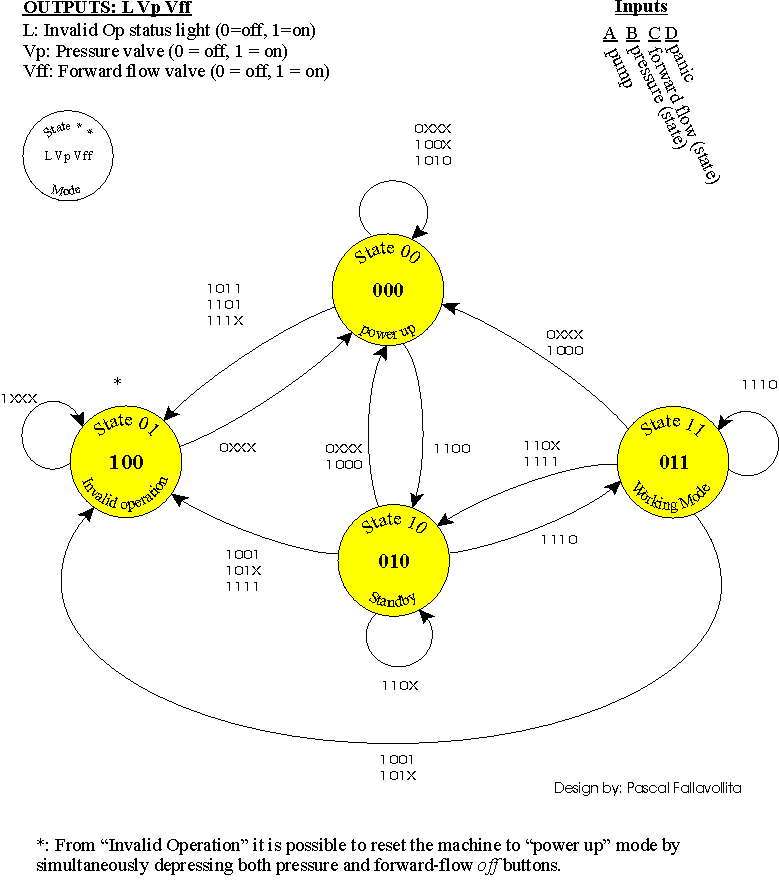 OUTPUTS: L Vp Vff
L: Invalid Op status light (0=off, 1=on)
Vp: Pressure valve (0 = off, 1 = on)
Vff: Forward flow valve (0 = off, 1 = on)
Inputs
A B C D
pump
pressure (state)
forward flow (state)
panic
State * *
L Vp Vff
Mode
0XXX
100X
1010
State 00
000
power up
1011
1101
111X
0XXX
1000
1XXX
*
State 01
100
Invalid operation
0XXX
0XXX
1000
1100
110X
1111
1110
State 11
011
Working Mode
State 10
010
Standby
1110
1001
101X
1111
110X
1001
101X
Design by: Pascal Fallavollita
*: From “Invalid Operation” it is possible to reset the machine to “power up” mode by
simultaneously depressing both pressure and forward-flow off buttons.